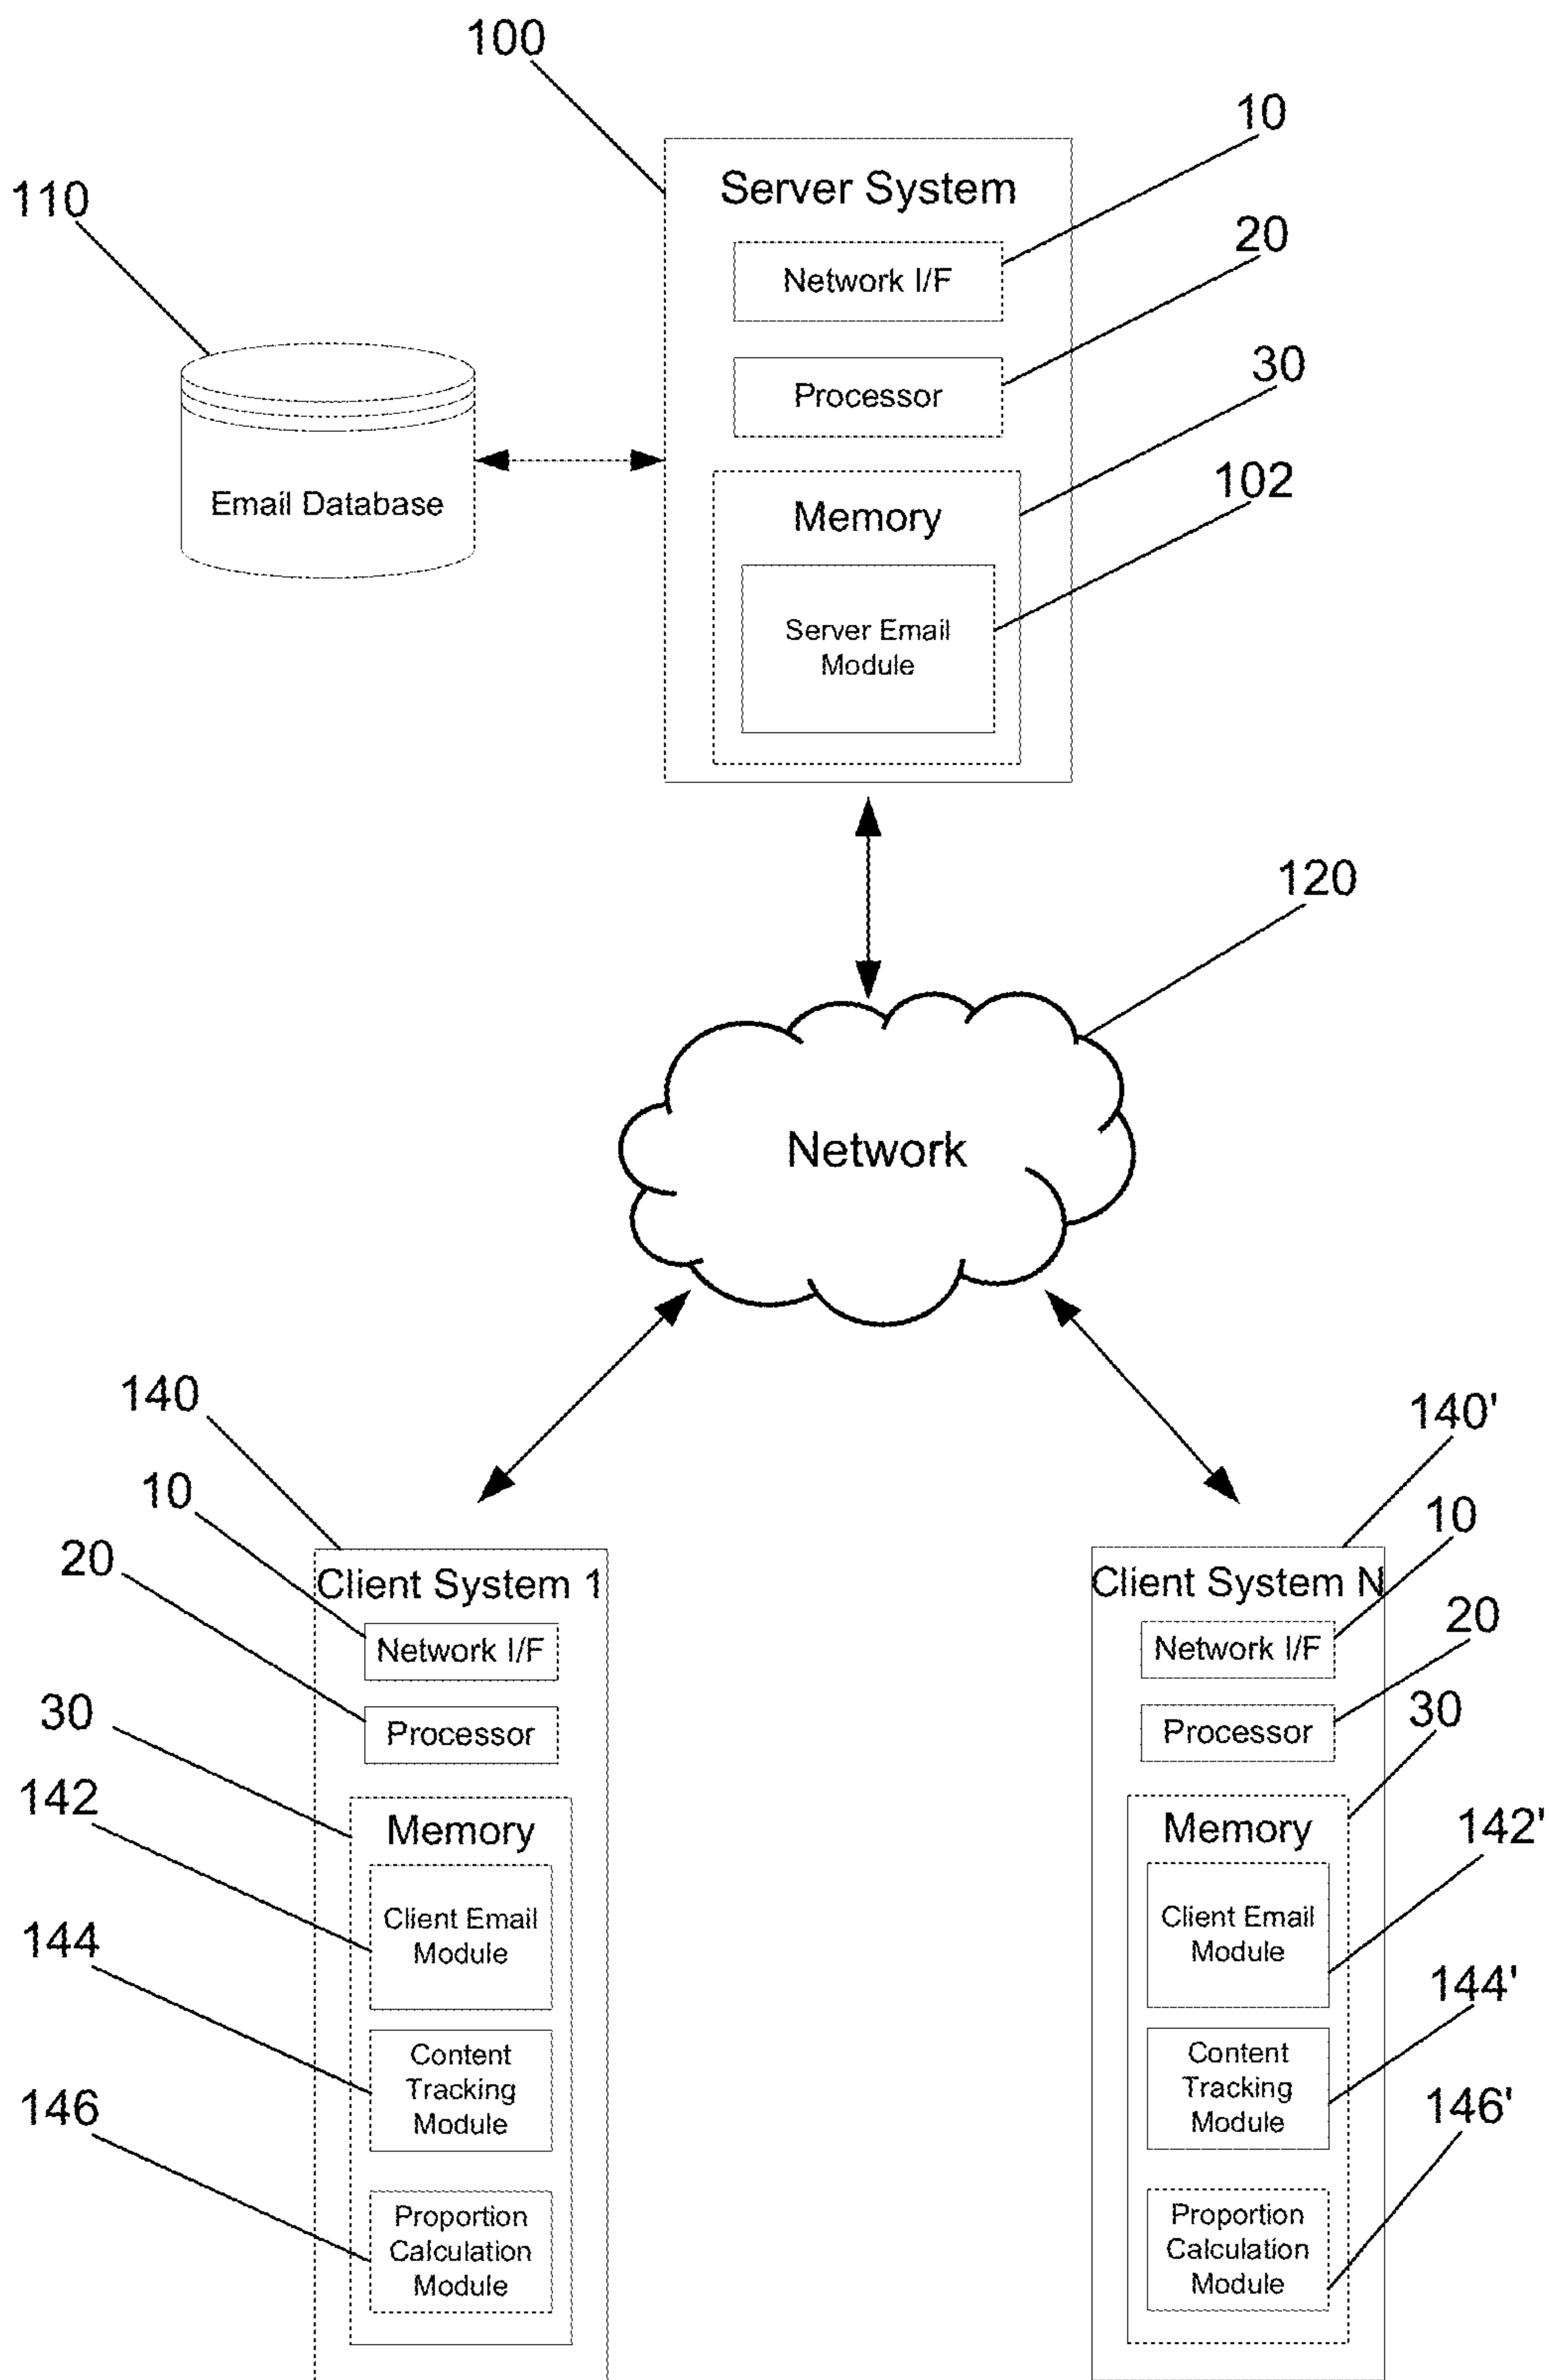 100
10
110
Server System
20
Network I/F
30
Processor
102
Email Database
Memory
Server Email
Module
120
Network
140
140'
10
10
20
Client System 1
Client System N
20
Network I/F
Network I/F
30
30
Processor
Processor
142
142'
Memory
Memory
Client Email
Module
Client Email
Module
144
144'
Content
Tracking
Module
Content
Tracking
Module
146
146'
Proportion
Calculation
Module
Proportion
Calculation
Module